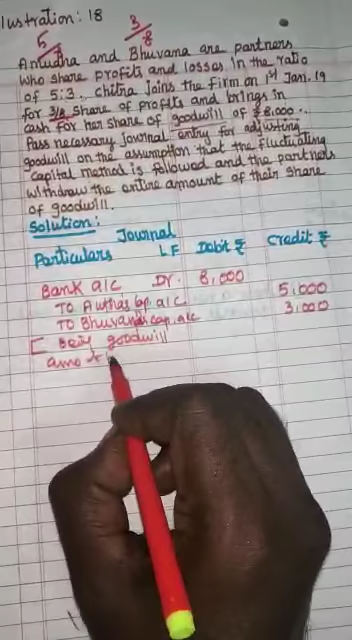 lustration: 18
5 3/8
Anutha and Bhuvana are partners
who share profits and losses in the ratio
of 5:3. chitra joins the firm on 1st Jan. 19
for 3/8 share of profits and brings in
cash for her share of goodwill of ₹ 8,000.
Pass necessary journal entry for adjusting
goodwill on the assumption that the fluctuating
capital method is followed and the partners
withdraw the entire amount of their share
of goodwill.
Solution:
Journal
Particulars LF Debit ₹ Credit ₹
Bank a/c Dr. 8,000
To cap. a/c 5,000
To Bhuvana's cap. a/c 3,000
[ Being goodwill